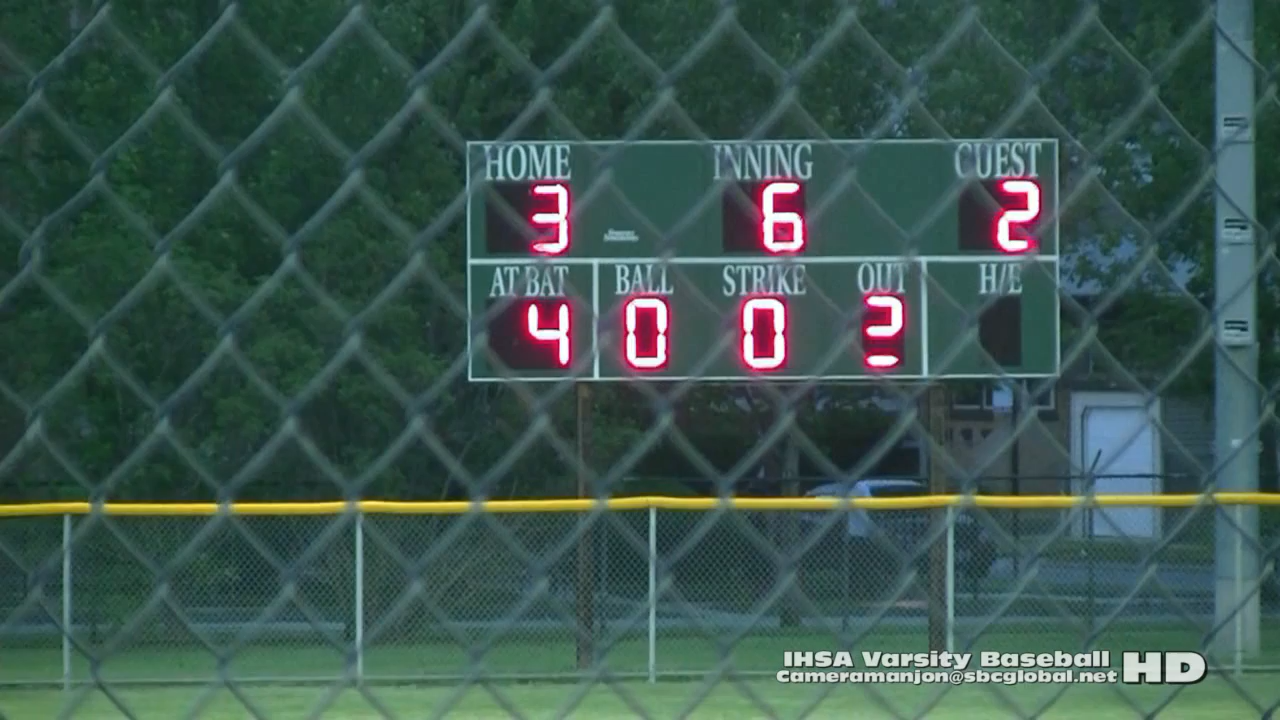 HOME INNING GUEST
3 6 2
AT BAT BALL STRIKE OUT H/E
4 0 0 2
IHSA Varsity Baseball HD
Cameramanjon@sbcglobal.net